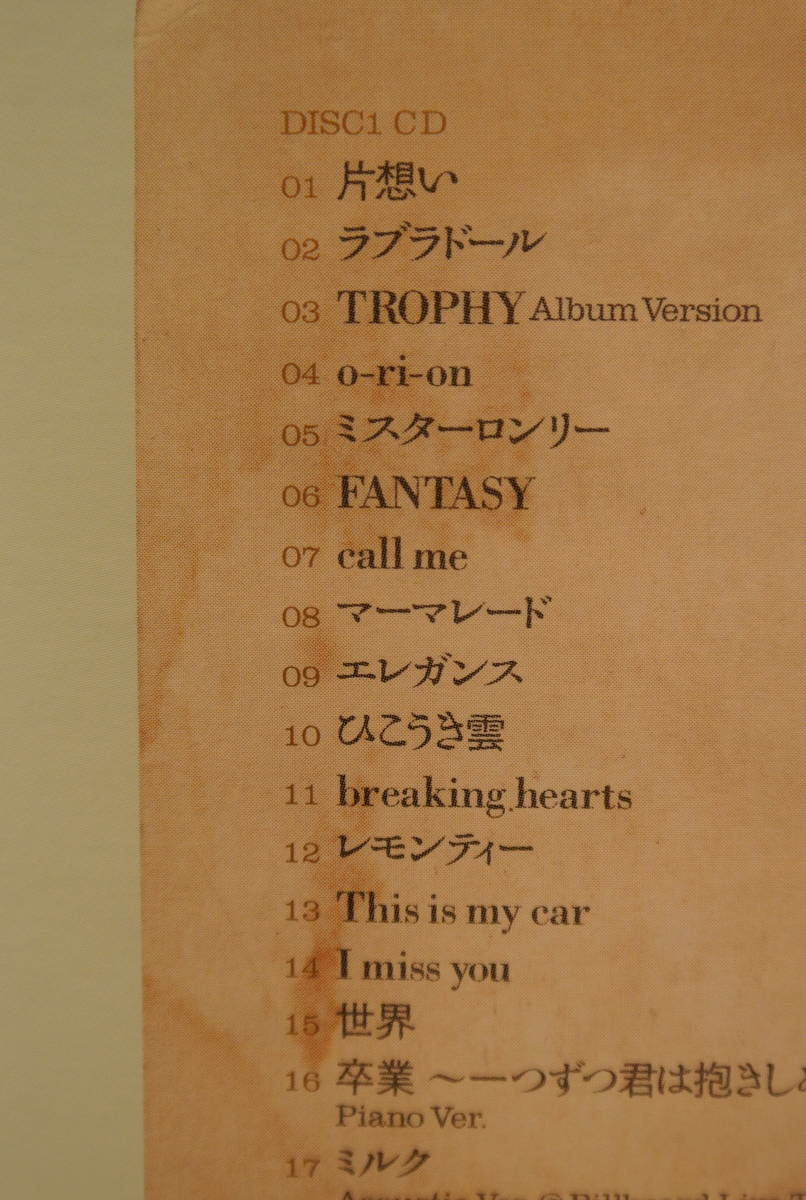 DISC1 CD
01 片想い
02 ラブラドール
03 TROPHY Album Version
04 o-ri-on
05 ミスターロンリー
06 FANTASY
07 call me
08 マーマレード
09 エレガンス
10 ひこうき雲
11 breaking hearts
12 レモンティー
13 This is my car
14 I miss you
15 世界
16 卒業 ～一つずつ君は抱きし
Piano Ver.
17 ミルク